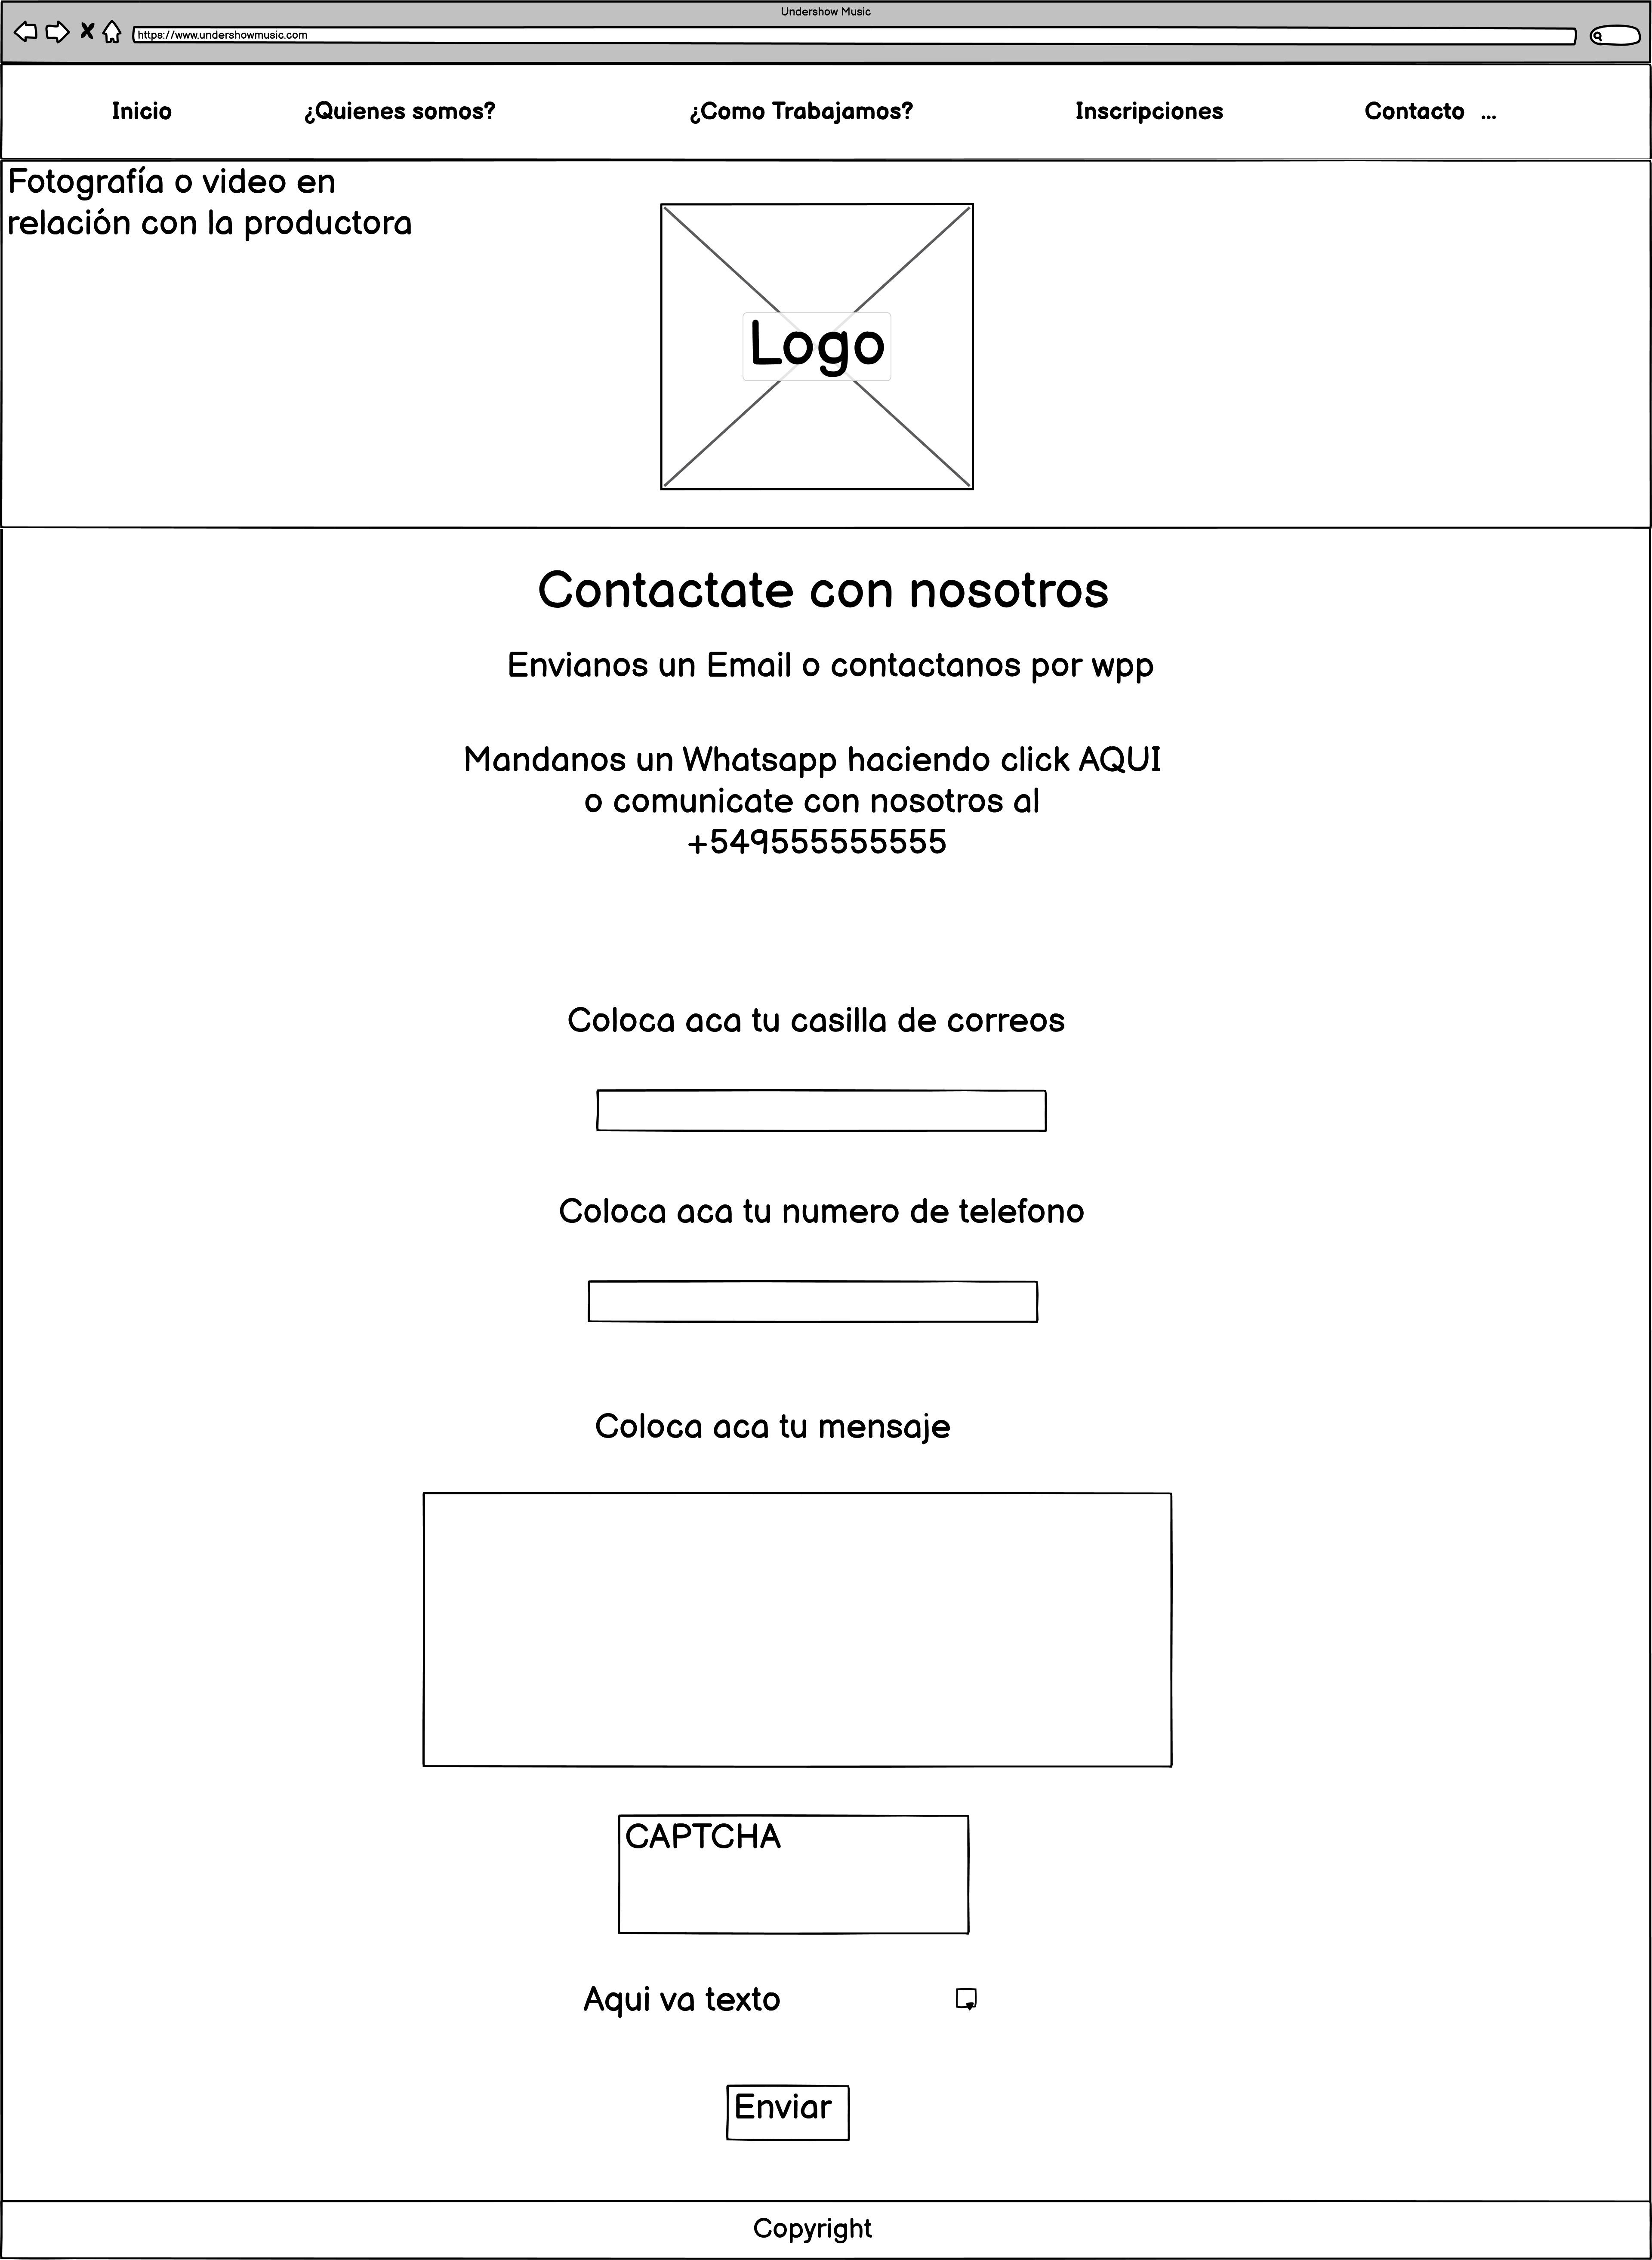 Undershow Music
https://www.undershowmusic.com
Inicio ¿Quienes somos? ¿Como Trabajamos? Inscripciones Contacto ...
Fotografía o video en
relación con la productora
Logo
Contactate con nosotros
Envianos un Email o contactanos por wpp
Mandanos un Whatsapp haciendo click AQUI
o comunicate con nosotros al
+549555555555
Coloca aca tu casilla de correos
Coloca aca tu numero de telefono
Coloca aca tu mensaje
CAPTCHA
Aqui va texto
Enviar
Copyright